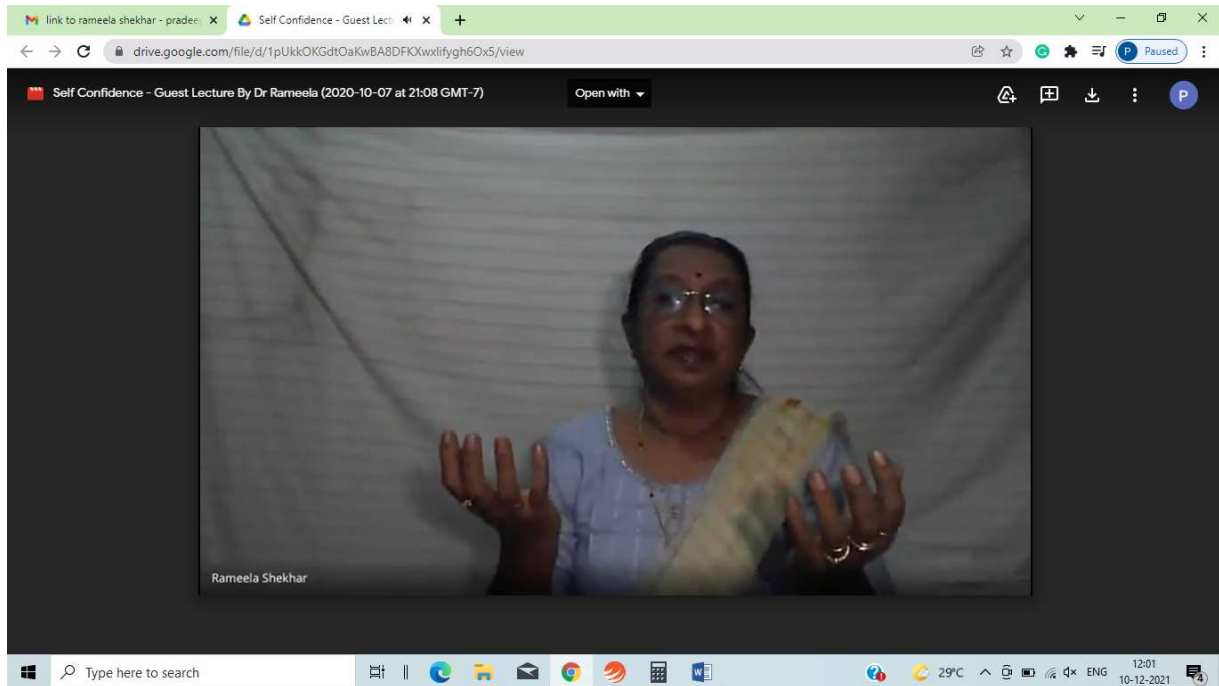 link to rameela shekhar - pradee
Self Confidence - Guest Lect
drive.google.com/file/d/1pUkkOKGdtOaKwBA8DFKXwxlifygh6Ox5/view
Paused
Self Confidence - Guest Lecture By Dr Rameela (2020-10-07 at 21:08 GMT-7)
Open with
P
Rameela Shekhar
Type here to search
29°C
ENG
12:01
10-12-2021
4